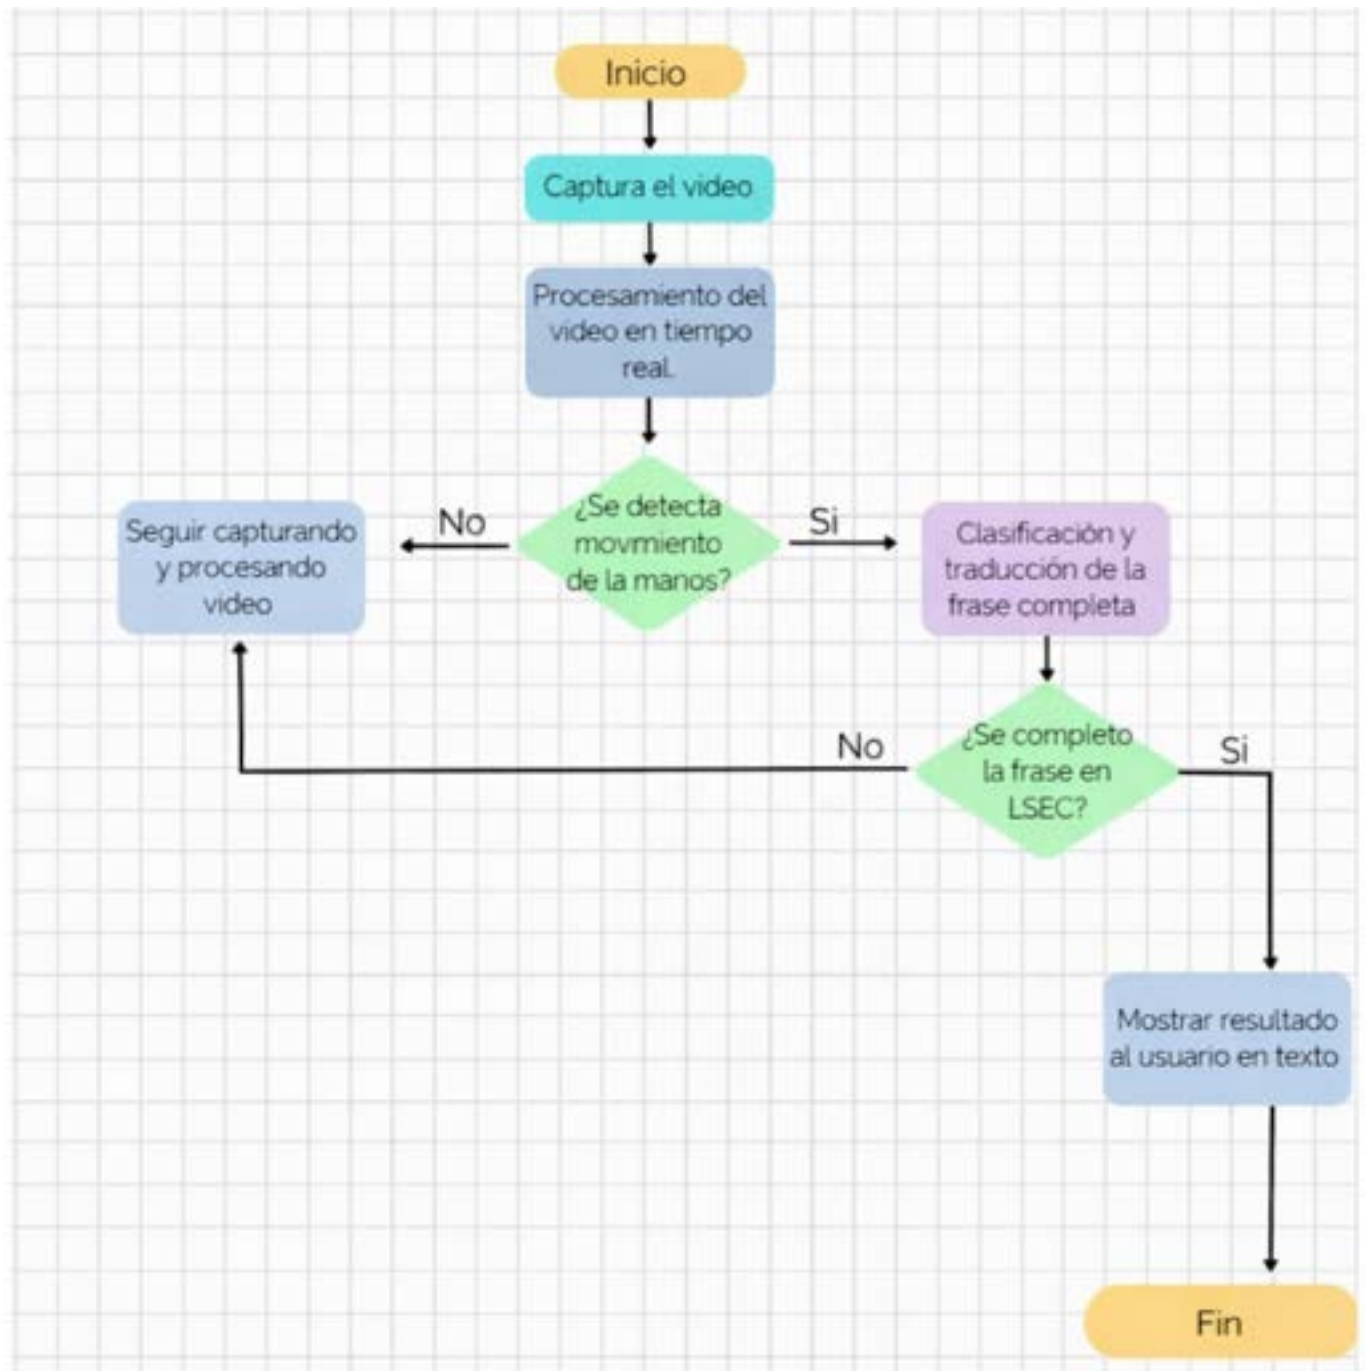 Inicio
Captura el video
Procesamiento del
video en tiempo
real.
¿Se detecta
movmiento
de la manos?
No
Si
Seguir capturando
y procesando
video
Clasificación y
traducción de la
frase completa
¿Se completo
la frase en
LSEC?
No
Si
Mostrar resultado
al usuario en texto
Fin